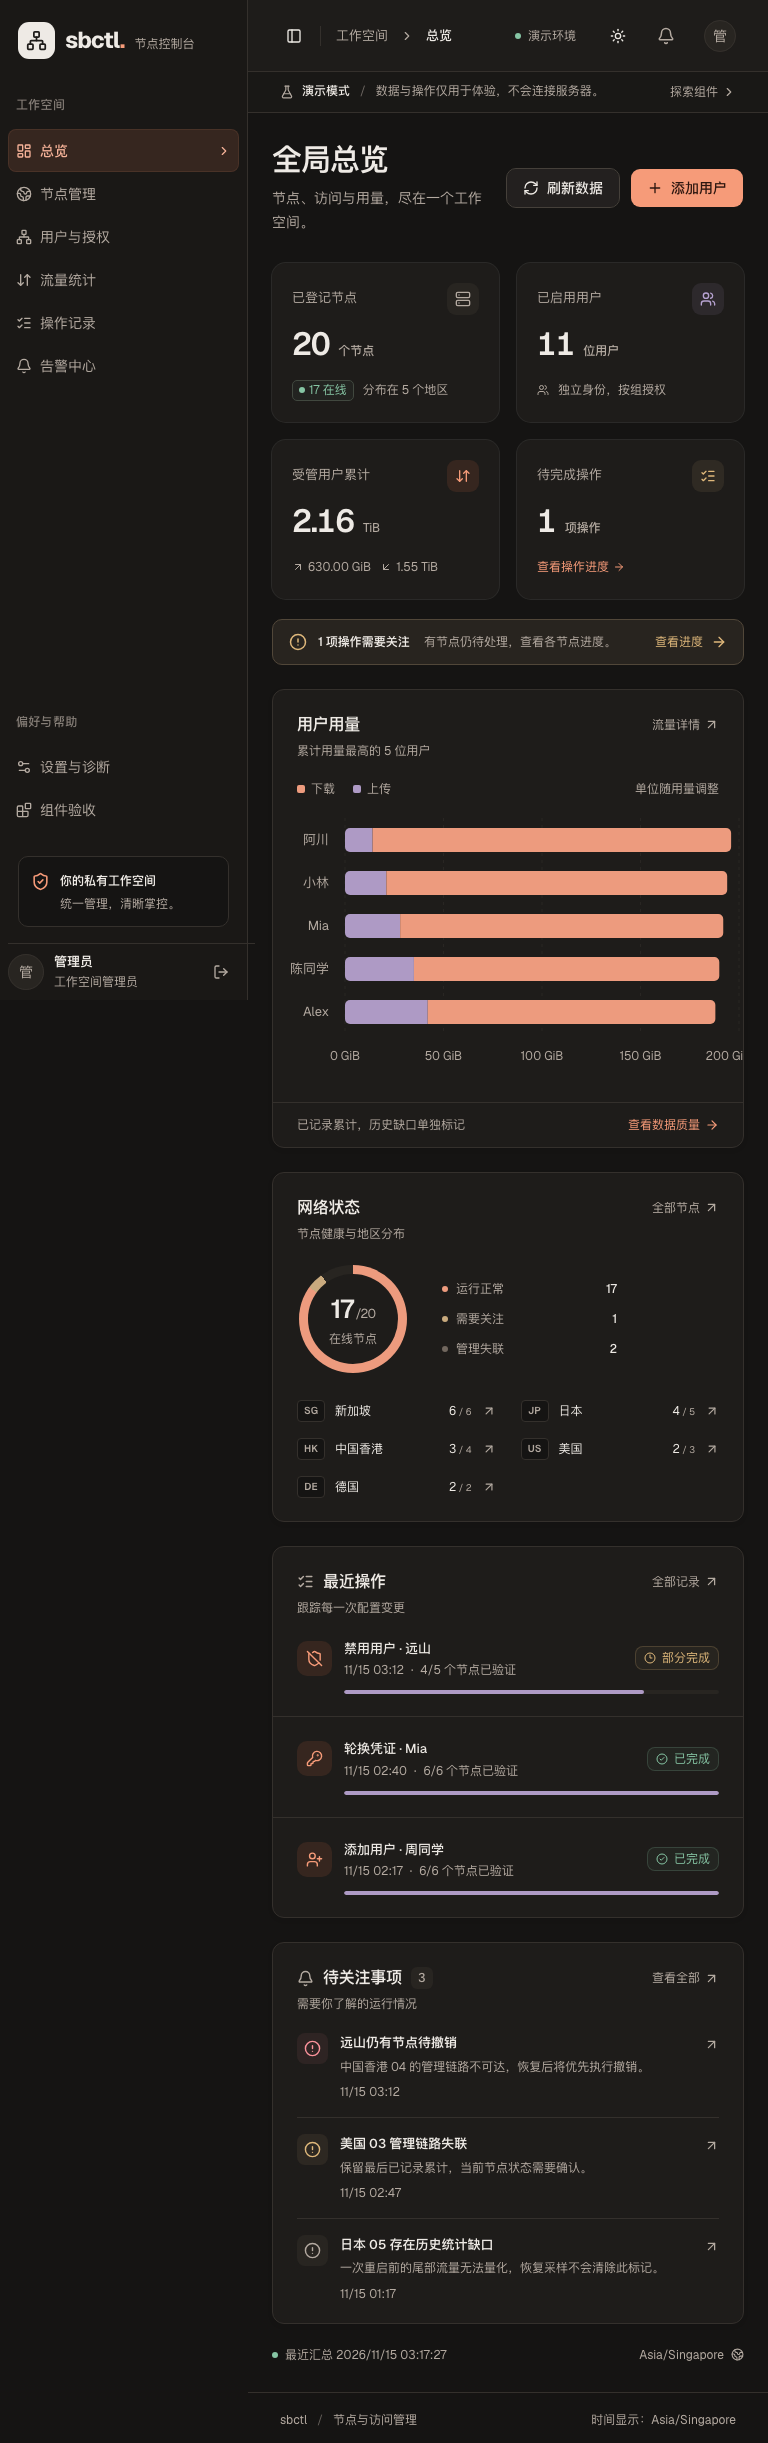 sbctl. 节点控制台
工作空间
总览
节点管理
用户与授权
流量统计
操作记录
告警中心
偏好与帮助
设置与诊断
组件验收
你的私有工作空间
统一管理，清晰掌控。
管
管理员
工作空间管理员
工作空间 总览
演示环境
管
演示模式 / 数据与操作仅用于体验，不会连接服务器。
探索组件
全局总览
节点、访问与用量，尽在一个工作
空间。
刷新数据
添加用户
已登记节点
20 个节点
17 在线 分布在 5 个地区
已启用用户
11 位用户
独立身份，按组授权
受管用户累计
2.16 TiB
630.00 GiB 1.55 TiB
待完成操作
1 项操作
查看操作进度
1 项操作需要关注 有节点仍待处理，查看各节点进度。 查看进度
用户用量
流量详情
累计用量最高的 5 位用户
下载 上传 单位随用量调整
阿川
小林
Mia
陈同学
Alex
0 GiB 50 GiB 100 GiB 150 GiB 200 Gi
已记录累计，历史缺口单独标记
查看数据质量
网络状态
全部节点
节点健康与地区分布
17/20
在线节点
运行正常 17
需要关注 1
管理失联 2
SG 新加坡 6 / 6
JP 日本 4 / 5
HK 中国香港 3 / 4
US 美国 2 / 3
DE 德国 2 / 2
最近操作
全部记录
跟踪每一次配置变更
禁用用户 · 远山
11/15 03:12 · 4/5 个节点已验证
部分完成
轮换凭证 · Mia
11/15 02:40 · 6/6 个节点已验证
已完成
添加用户 · 周同学
11/15 02:17 · 6/6 个节点已验证
已完成
待关注事项 3
查看全部
需要你了解的运行情况
远山仍有节点待撤销
中国香港 04 的管理链路不可达，恢复后将优先执行撤销。
11/15 03:12
美国 03 管理链路失联
保留最后已记录累计，当前节点状态需要确认。
11/15 02:47
日本 05 存在历史统计缺口
一次重启前的尾部流量无法量化，恢复采样不会清除此标记。
11/15 01:17
最近汇总 2026/11/15 03:17:27
Asia/Singapore
sbctl / 节点与访问管理
时间显示：Asia/Singapore